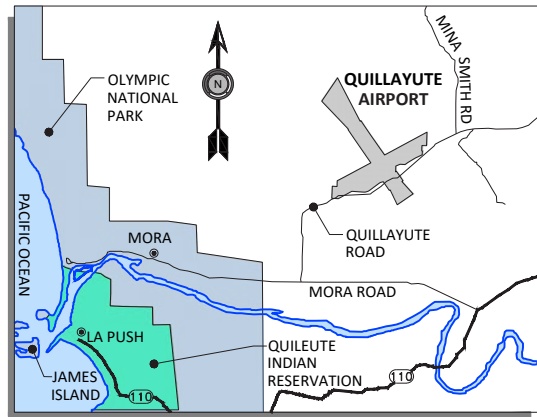 MINA
SMITH RD
OLYMPIC
NATIONAL
PARK
N
QUILLAYUTE
AIRPORT
PACIFIC OCEAN
MORA
QUILLAYUTE
ROAD
MORA ROAD
LA PUSH
JAMES
ISLAND
QUILEUTE
INDIAN
RESERVATION
110
110